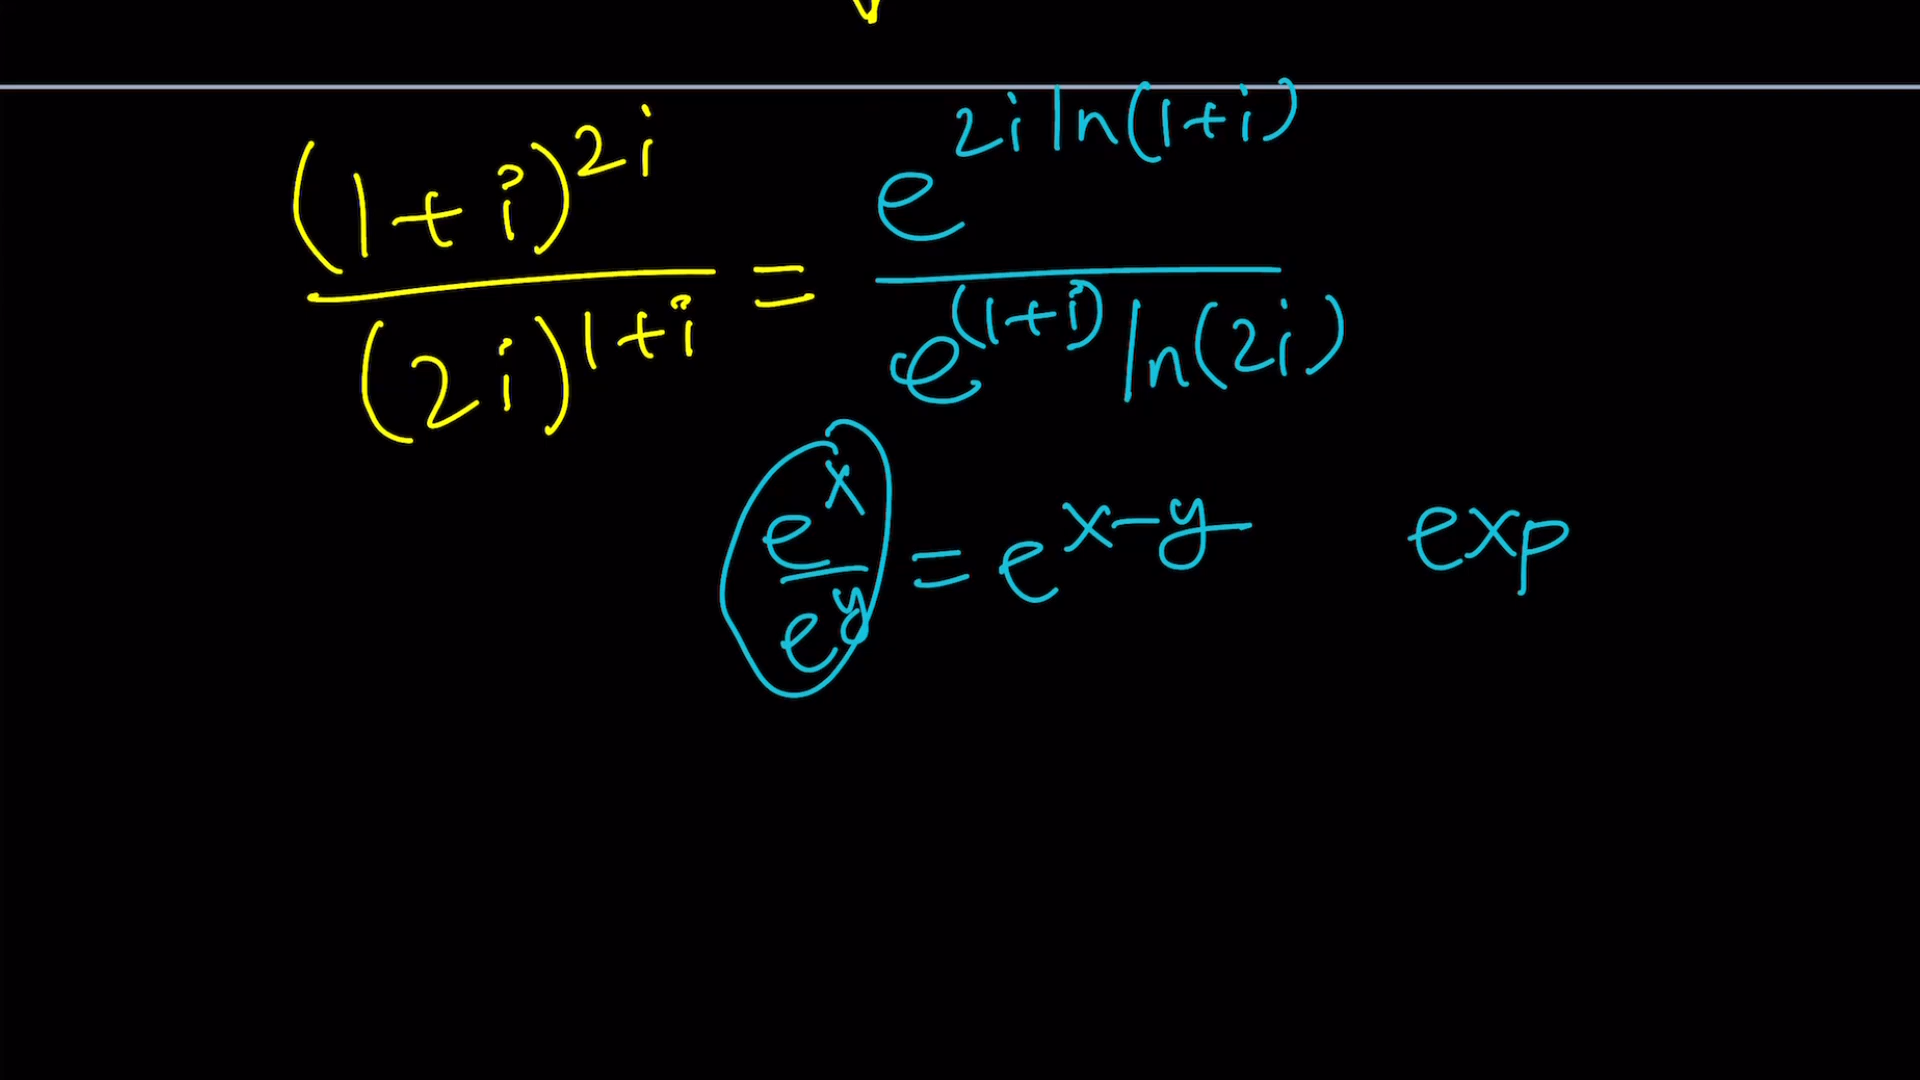 (1+i)^{2i} / (2i)^{1+i} = e^{2i ln(1+i)} / e^{(1+i) ln(2i)}
e^x / e^y = e^{x-y} exp